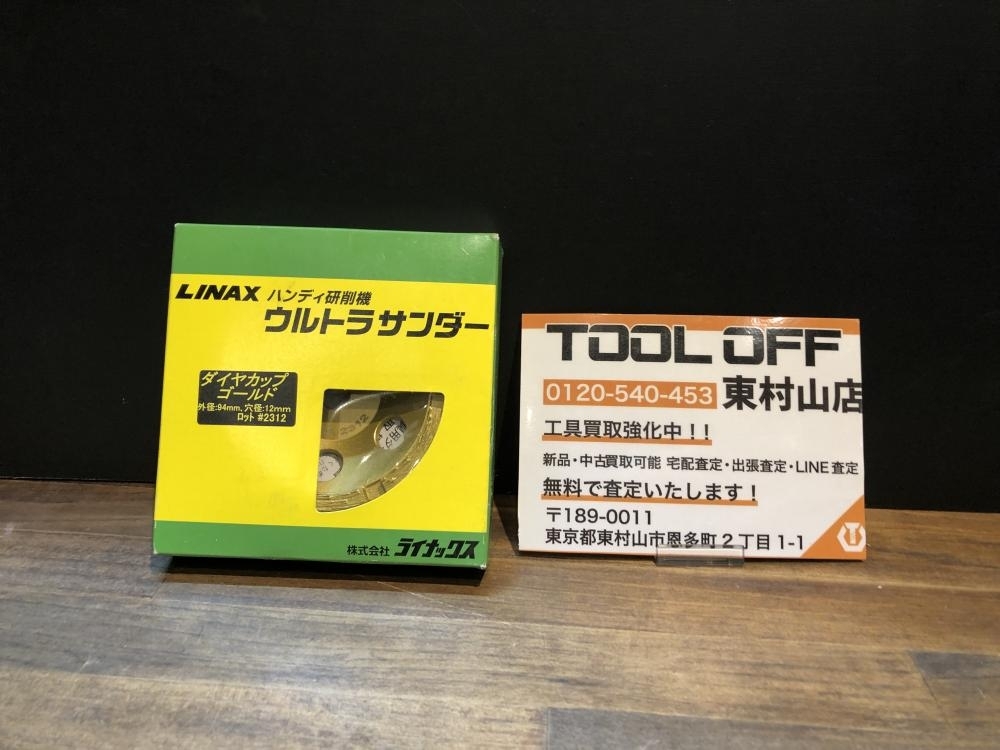 LINAX ハンディ研削機
ウルトラサンダー
ダイヤカップ
ゴールド
外径:94mm, 穴径:12mm
ロット #2312
株式会社 ライナックス
TOOL OFF
0120-540-453 東村山店
工具買取強化中!!
新品・中古買取可能 宅配査定・出張査定・LINE査定
無料で査定いたします!
〒189-0011
東京都東村山市恩多町2丁目1-1